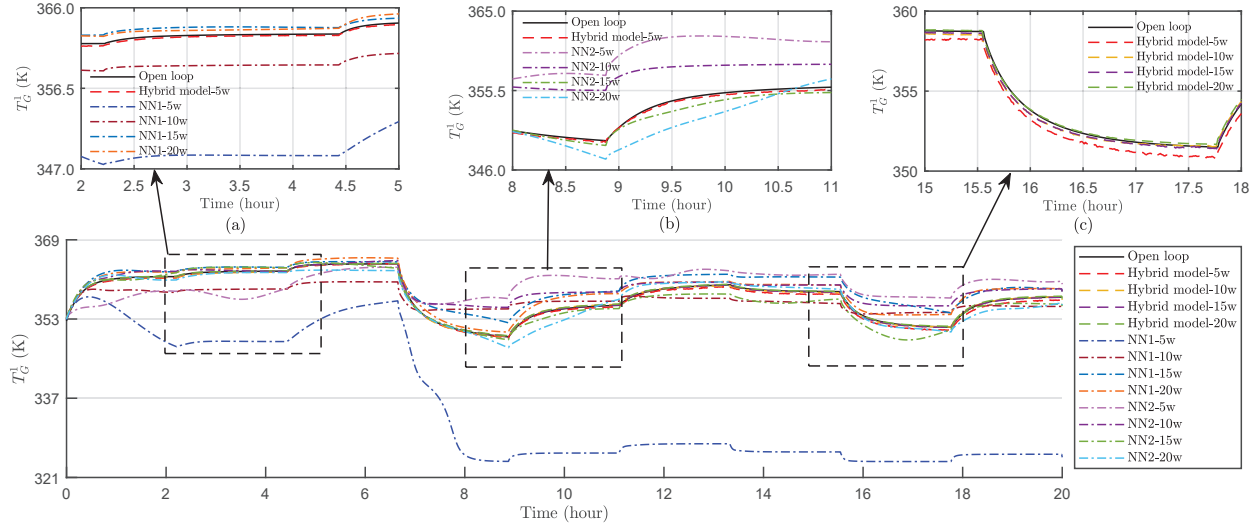 366.0
356.5
347.0
T_G^1 (K)
Open loop
Hybrid model-5w
NN1-5w
NN1-10w
NN1-15w
NN1-20w
2 2.5 3 3.5 4 4.5 5
Time (hour)
(a)
365.0
355.5
346.0
T_G^1 (K)
Open loop
Hybrid model-5w
NN2-5w
NN2-10w
NN2-15w
NN2-20w
8 8.5 9 9.5 10 10.5 11
Time (hour)
(b)
360
355
350
T_G^1 (K)
Open loop
Hybrid model-5w
Hybrid model-10w
Hybrid model-15w
Hybrid model-20w
15 15.5 16 16.5 17 17.5 18
Time (hour)
(c)
369
353
337
321
T_G^1 (K)
0 2 4 6 8 10 12 14 16 18 20
Time (hour)
Open loop
Hybrid model-5w
Hybrid model-10w
Hybrid model-15w
Hybrid model-20w
NN1-5w
NN1-10w
NN1-15w
NN1-20w
NN2-5w
NN2-10w
NN2-15w
NN2-20w